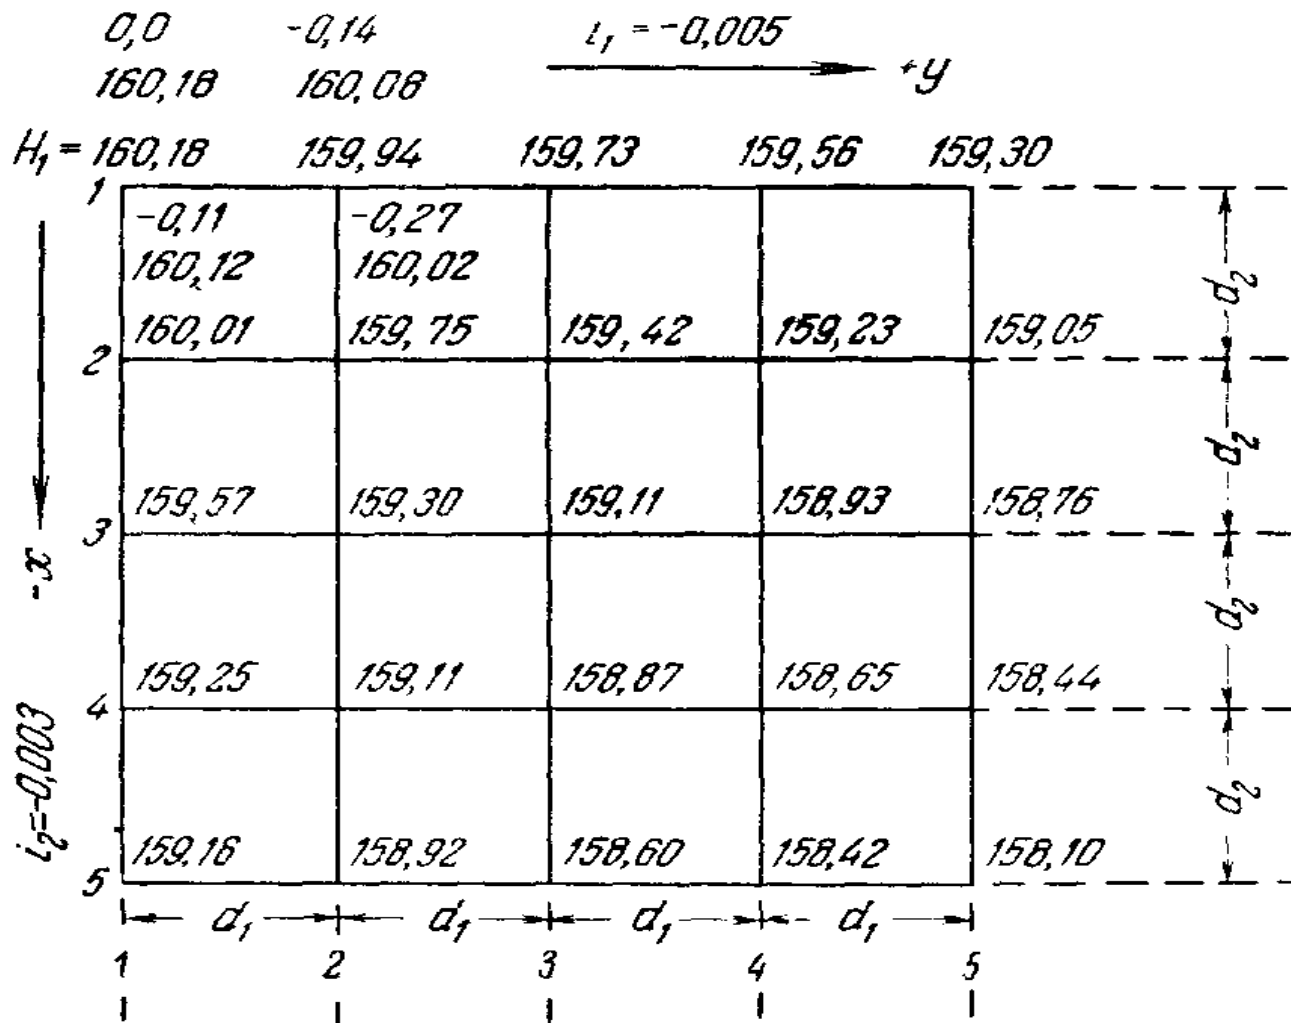 0,0 -0,14 i₁ = -0,005
160,18 160,08 +y
H₁ = 160,18 159,94 159,73 159,56 159,30
1
-0,11 -0,27
160,12 160,02
d₂
160,01 159,75 159,42 159,23 159,05
2
d₂
159,57 159,30 159,11 158,93 158,76
3
-x
d₂
159,25 159,11 158,87 158,65 158,44
4
i₂=-0,003
d₂
159,16 158,92 158,60 158,42 158,10
5
d₁ d₁ d₁ d₁
1 2 3 4 5